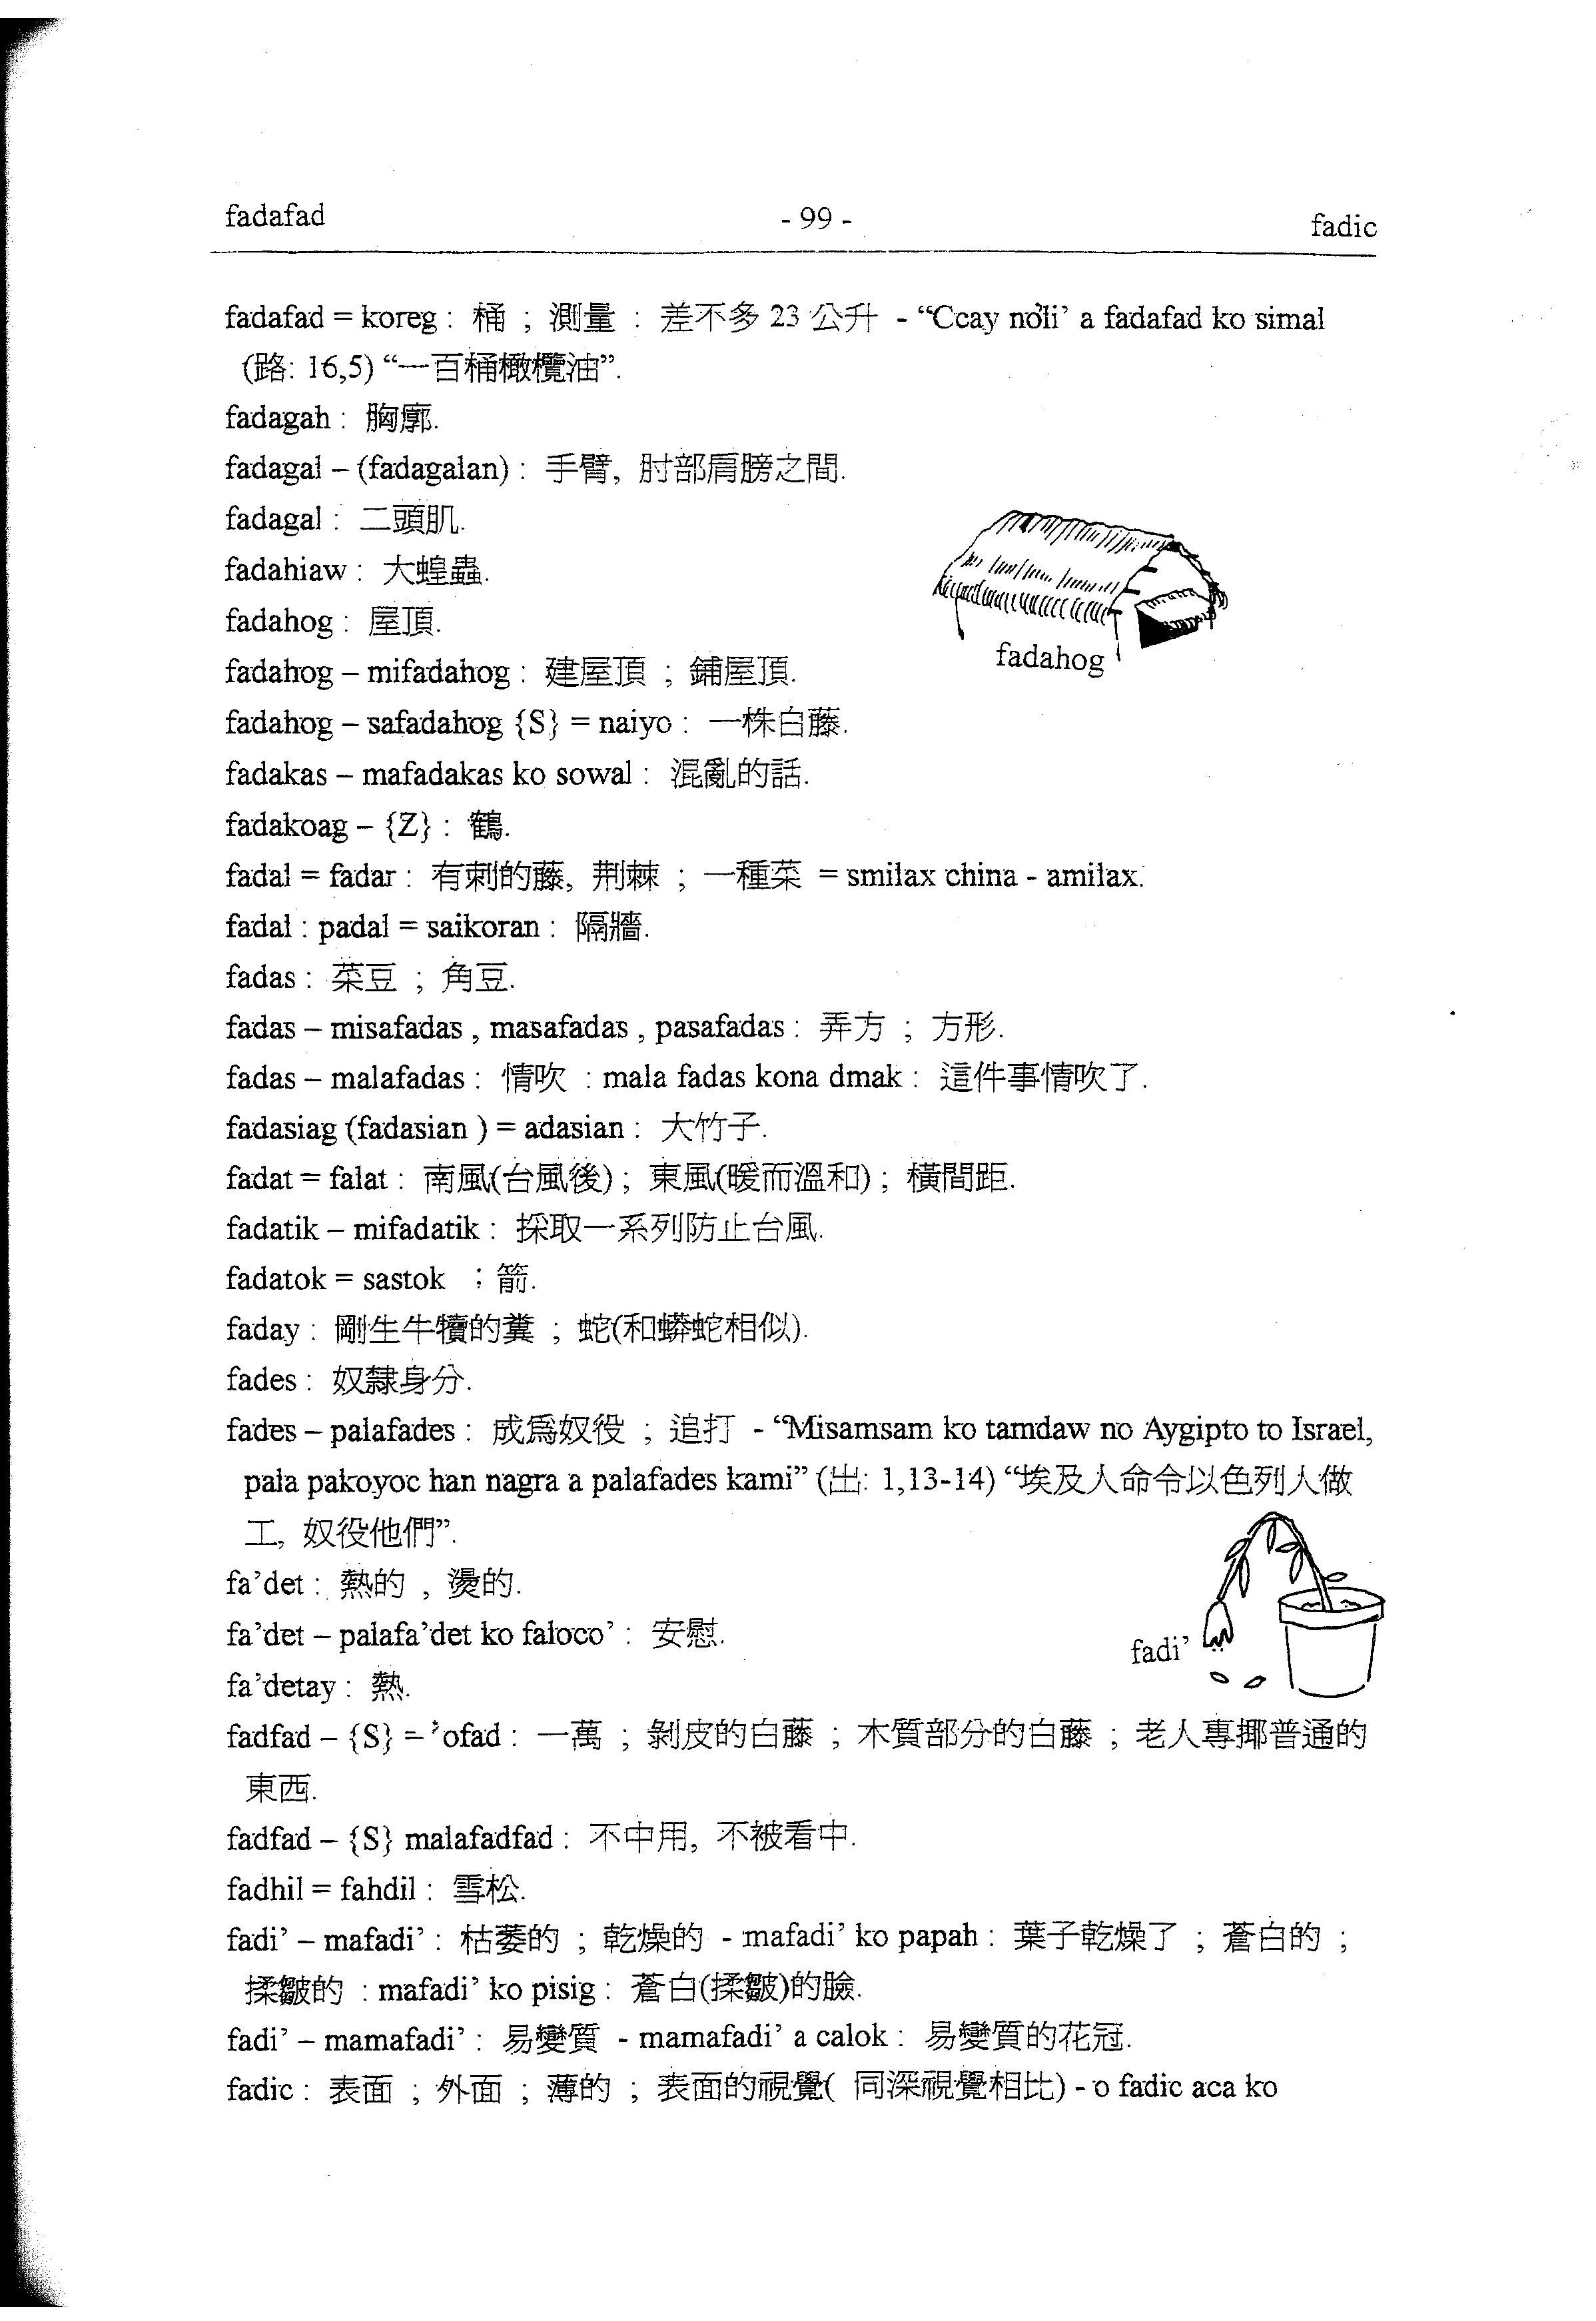 fadafad - 99 - fadic
fadafad = koreg : 桶 ; 測量 : 差不多 23 公升 - “Ccay nòli’ a fadafad ko simal
(路: 16,5) “一百桶橄欖油”.
fadagah : 胸廓.
fadagal – (fadagalan) : 手臂, 肘部肩膀之間.
fadagal : 二頭肌.
fadahiaw : 大蝗蟲.
fadahog : 屋頂.
fadahog – mifadahog : 建屋頂 ; 鋪屋頂.
fadahog
fadahog – safadahog {S} = naiyo : 一株白藤.
fadakas – mafadakas ko sowal : 混亂的話.
fadakoag – {Z} : 鶴.
fadal = fadar : 有刺的藤, 荆棘 ; 一種菜 = smilax china - amilax.
fadal : padal = saikoran : 隔牆.
fadas : 菜豆 ; 角豆.
fadas – misafadas , masafadas , pasafadas : 弄方 ; 方形.
fadas – malafadas : 情吹 : mala fadas kona dmak : 這件事情吹了.
fadasiag (fadasian ) = adasian : 大竹子.
fadat = falat : 南風(台風後) ; 東風(暖而溫和) ; 橫間距.
fadatik – mifadatik : 採取一系列防止台風.
fadatok = sastok ; 箭.
faday : 剛生牛犢的糞 ; 蛇(和蟒蛇相似).
fades : 奴隸身分.
fades – palafades : 成爲奴役 ; 追打 - “Misamsam ko tamdaw no Aygipto to Israel,
pala pakoyoc han nagra a palafades kami” (出: 1,13-14) “埃及人命令以色列人做
工, 奴役他們”.
fa’det : 熱的 , 燙的.
fa’det – palafa’det ko faloco’ : 安慰.
fadi’
fa’detay : 熱.
fadfad – {S} = ’ofad : 一萬 ; 剝皮的白藤 ; 木質部分的白藤 ; 老人專揶普通的
東西.
fadfad – {S} malafadfad : 不中用, 不被看中.
fadhil = fahdil : 雪松.
fadi’ – mafadi’ : 枯萎的 ; 乾燥的 - mafadi’ ko papah : 葉子乾燥了 ; 蒼白的 ;
揉皺的 : mafadi’ ko pisig : 蒼白(揉皺)的臉.
fadi’ – mamafadi’ : 易變質 - mamafadi’ a calok : 易變質的花冠.
fadic : 表面 ; 外面 ; 薄的 ; 表面的視覺( 同深視覺相比) - o fadic aca ko